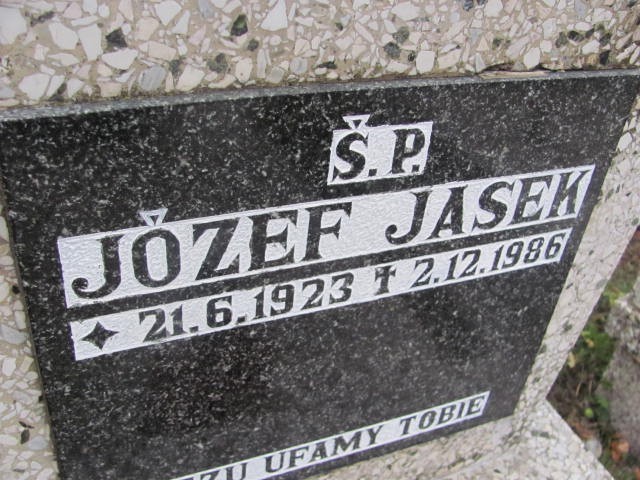 Ś.P.
JÓZEF JASEK
21.6.1923 ✝ 2.12.1986
UFAMY TOBIE